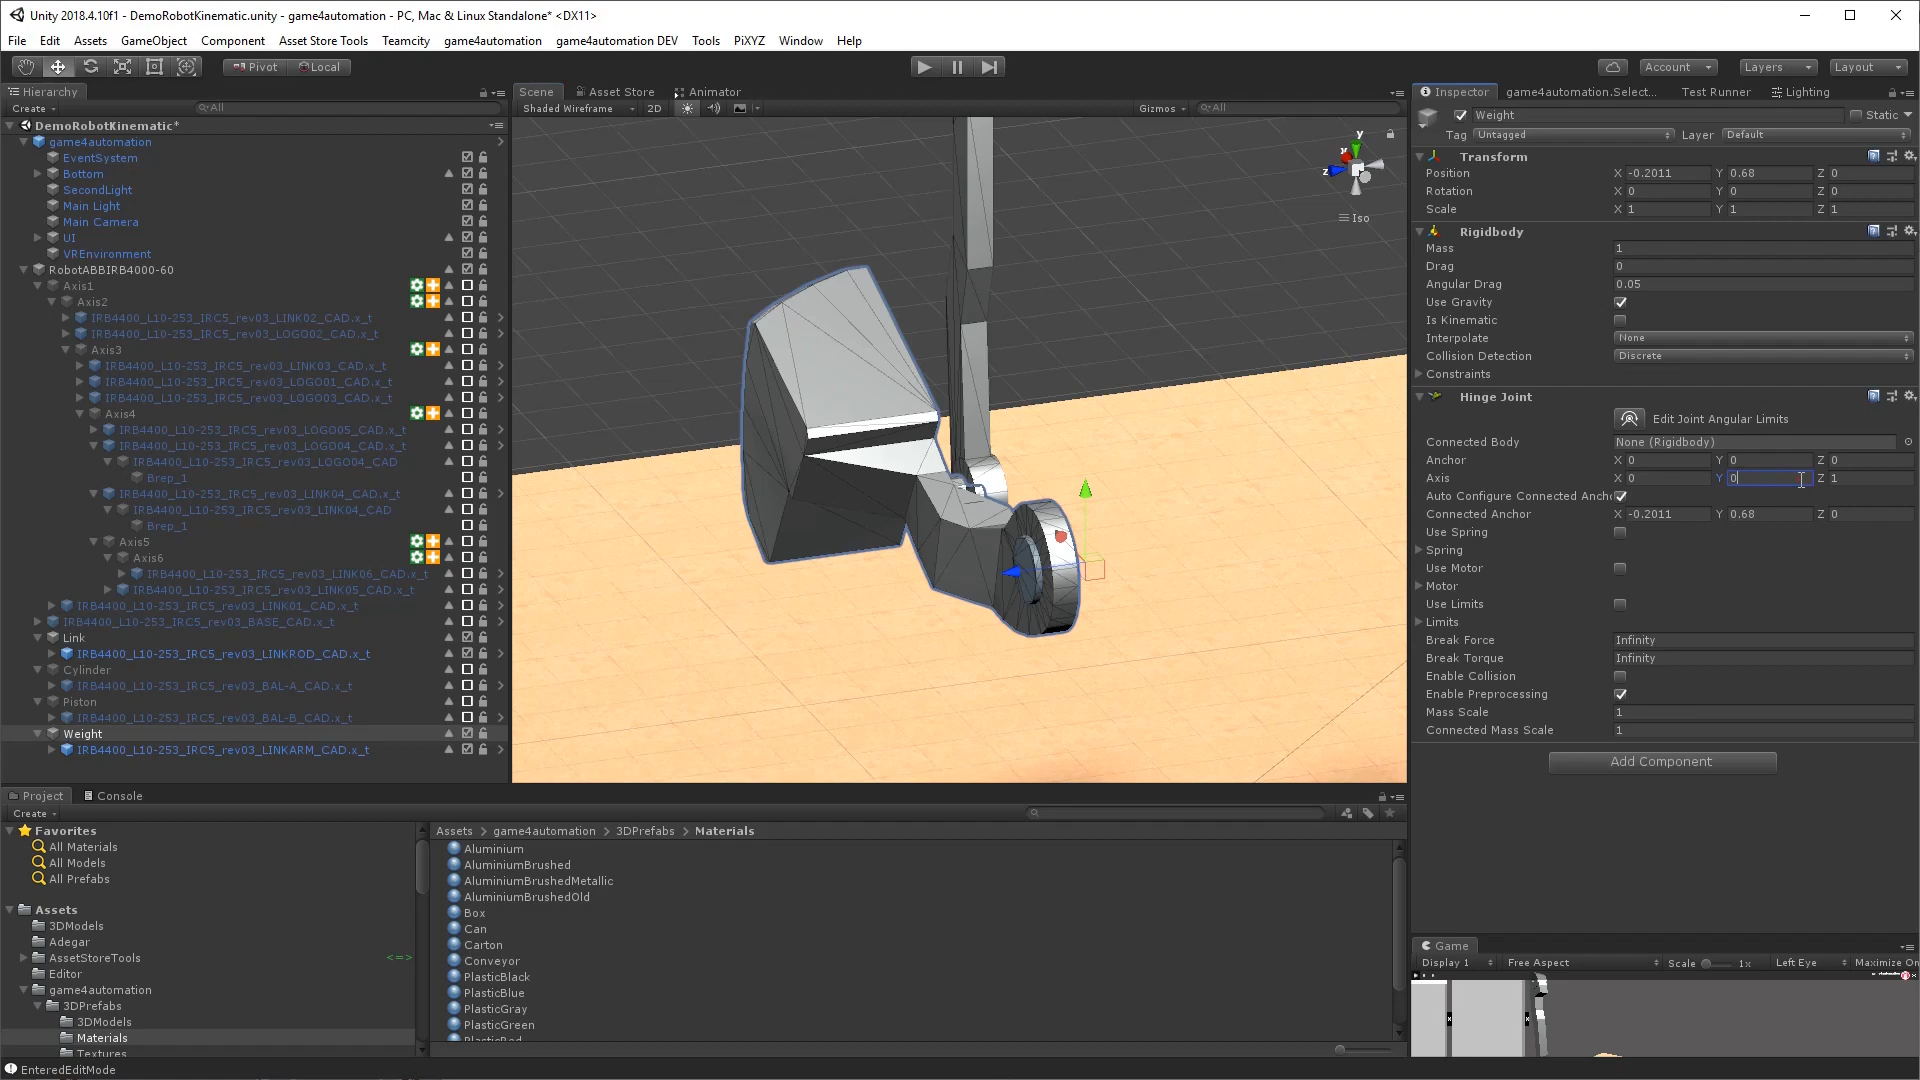 Unity 2018.4.10f1 - DemoRobotKinematic.unity - game4automation - PC, Mac & Linux Standalone* <DX11>
File Edit Assets GameObject Component Asset Store Tools Teamcity game4automation game4automation DEV Tools PiXYZ Window Help
Pivot Local Account Layers Layout
Hierarchy
Create All
DemoRobotKinematic*
game4automation
EventSystem
Bottom
SecondLight
Main Light
Main Camera
UI
VREnvironment
RobotABBIRB4000-60
Axis1
Axis2
IRB4400_L10-253_IRC5_rev03_LINK02_CAD.x_t
IRB4400_L10-253_IRC5_rev03_LOGO02_CAD.x_t
Axis3
IRB4400_L10-253_IRC5_rev03_LINK03_CAD.x_t
IRB4400_L10-253_IRC5_rev03_LOGO01_CAD.x_t
IRB4400_L10-253_IRC5_rev03_LOGO03_CAD.x_t
Axis4
IRB4400_L10-253_IRC5_rev03_LOGO05_CAD.x_t
IRB4400_L10-253_IRC5_rev03_LOGO04_CAD.x_t
IRB4400_L10-253_IRC5_rev03_LOGO04_CAD
Brep_1
IRB4400_L10-253_IRC5_rev03_LINK04_CAD.x_t
IRB4400_L10-253_IRC5_rev03_LINK04_CAD
Brep_1
Axis5
Axis6
IRB4400_L10-253_IRC5_rev03_LINK06_CAD.x_t
IRB4400_L10-253_IRC5_rev03_LINK05_CAD.x_t
IRB4400_L10-253_IRC5_rev03_LINK01_CAD.x_t
IRB4400_L10-253_IRC5_rev03_BASE_CAD.x_t
Link
IRB4400_L10-253_IRC5_rev03_LINKROD_CAD.x_t
Cylinder
IRB4400_L10-253_IRC5_rev03_BAL-A_CAD.x_t
Piston
IRB4400_L10-253_IRC5_rev03_BAL-B_CAD.x_t
Weight
IRB4400_L10-253_IRC5_rev03_LINKARM_CAD.x_t
Scene Asset Store Animator
Shaded Wireframe 2D Gizmos All
y
x
z
Iso
Inspector game4automation.Select... Test Runner Lighting
Weight Static
Tag Untagged Layer Default
Transform
Position X -0.2011 Y 0.68 Z 0
Rotation X 0 Y 0 Z 0
Scale X 1 Y 1 Z 1
Rigidbody
Mass 1
Drag 0
Angular Drag 0.05
Use Gravity
Is Kinematic
Interpolate None
Collision Detection Discrete
Constraints
Hinge Joint
Edit Joint Angular Limits
Connected Body None (Rigidbody)
Anchor X 0 Y 0 Z 0
Axis X 0 Y 0 Z 1
Auto Configure Connected Ancho
Connected Anchor X -0.2011 Y 0.68 Z 0
Use Spring
Spring
Use Motor
Motor
Use Limits
Limits
Break Force Infinity
Break Torque Infinity
Enable Collision
Enable Preprocessing
Mass Scale 1
Connected Mass Scale 1
Add Component
Project Console
Create
Favorites
All Materials
All Models
All Prefabs
Assets
3DModels
Adegar
AssetStoreTools <=>
Editor
game4automation
3DPrefabs
3DModels
Materials
Textures
Assets > game4automation > 3DPrefabs > Materials
Aluminium
AluminiumBrushed
AluminiumBrushedMetallic
AluminiumBrushedOld
Box
Can
Carton
Conveyor
PlasticBlack
PlasticBlue
PlasticGray
PlasticGreen
PlasticRed
Game
Display 1 Free Aspect Scale 1x Left Eye Maximize On
EnteredEditMode